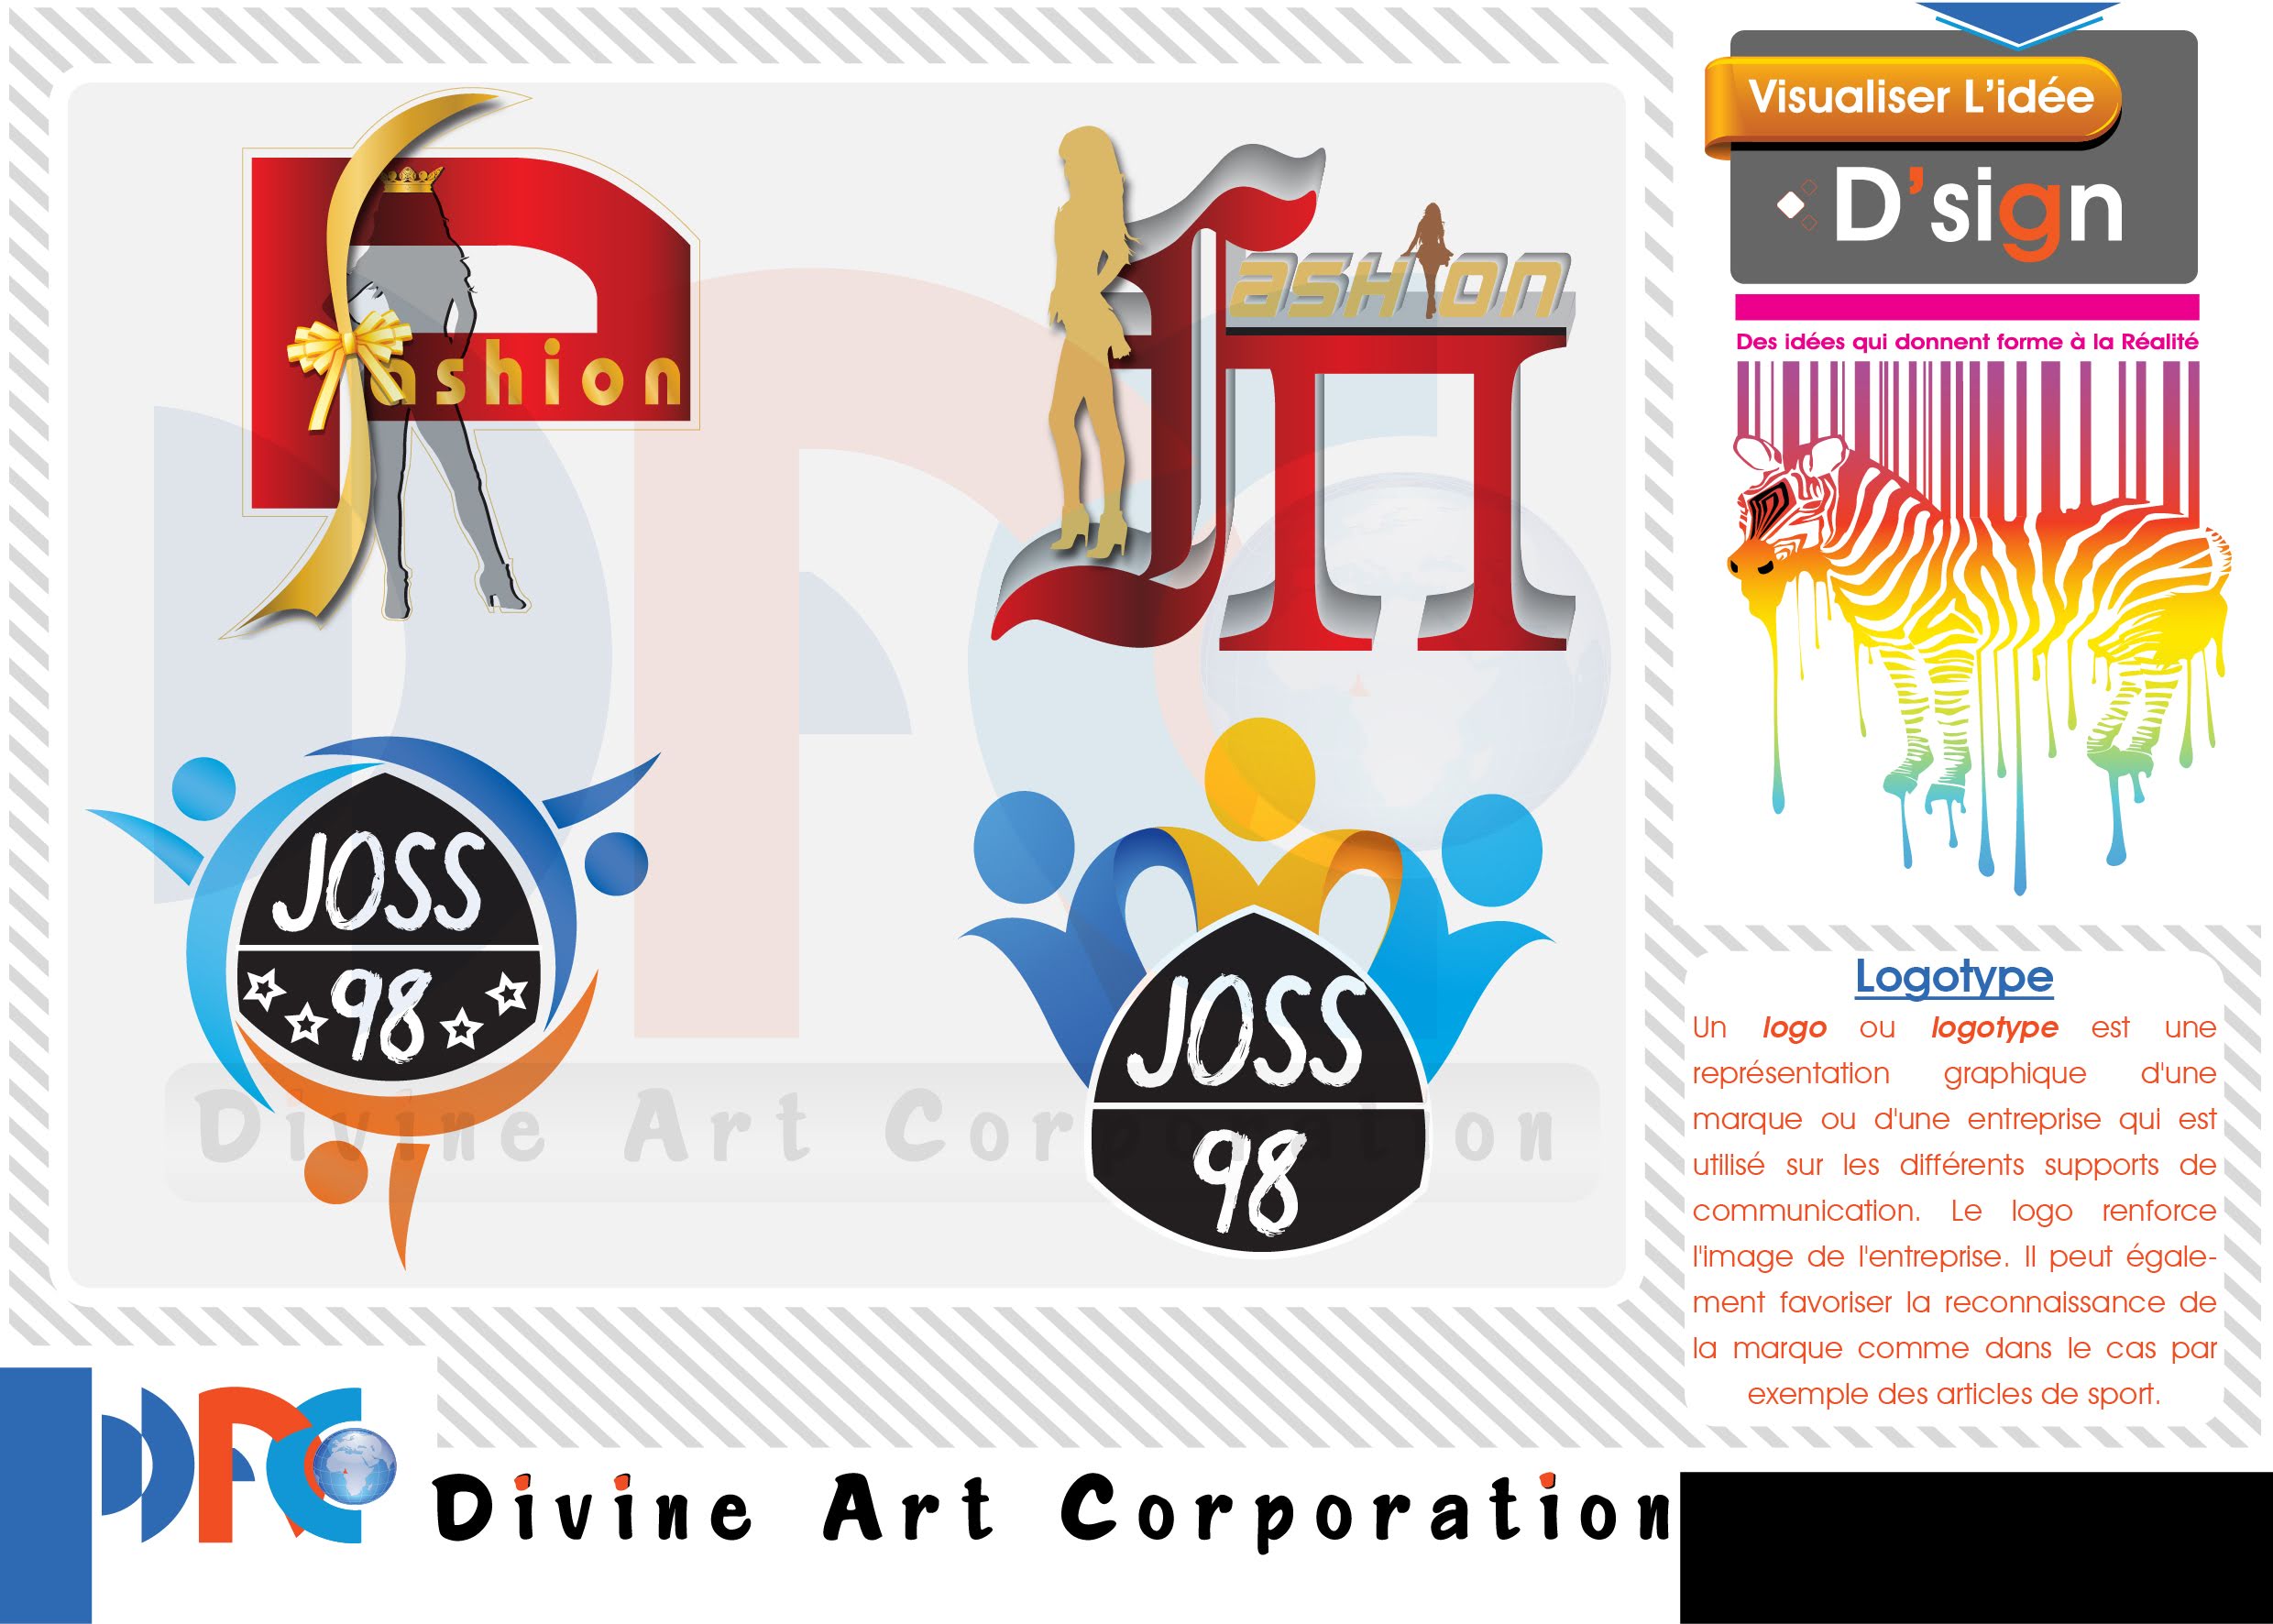 ashion
ashion
JOSS
98
JOSS
98
Divine Art Corporation
Visualiser L'idée
D'sign
Des idées qui donnent forme à la Réalité
Logotype
Un logo ou logotype est une
représentation graphique d'une
marque ou d'une entreprise qui est
utilisé sur les différents supports de
communication. Le logo renforce
l'image de l'entreprise. Il peut égale-
ment favoriser la reconnaissance de
la marque comme dans le cas par
exemple des articles de sport.
DAC
Divine Art Corporation